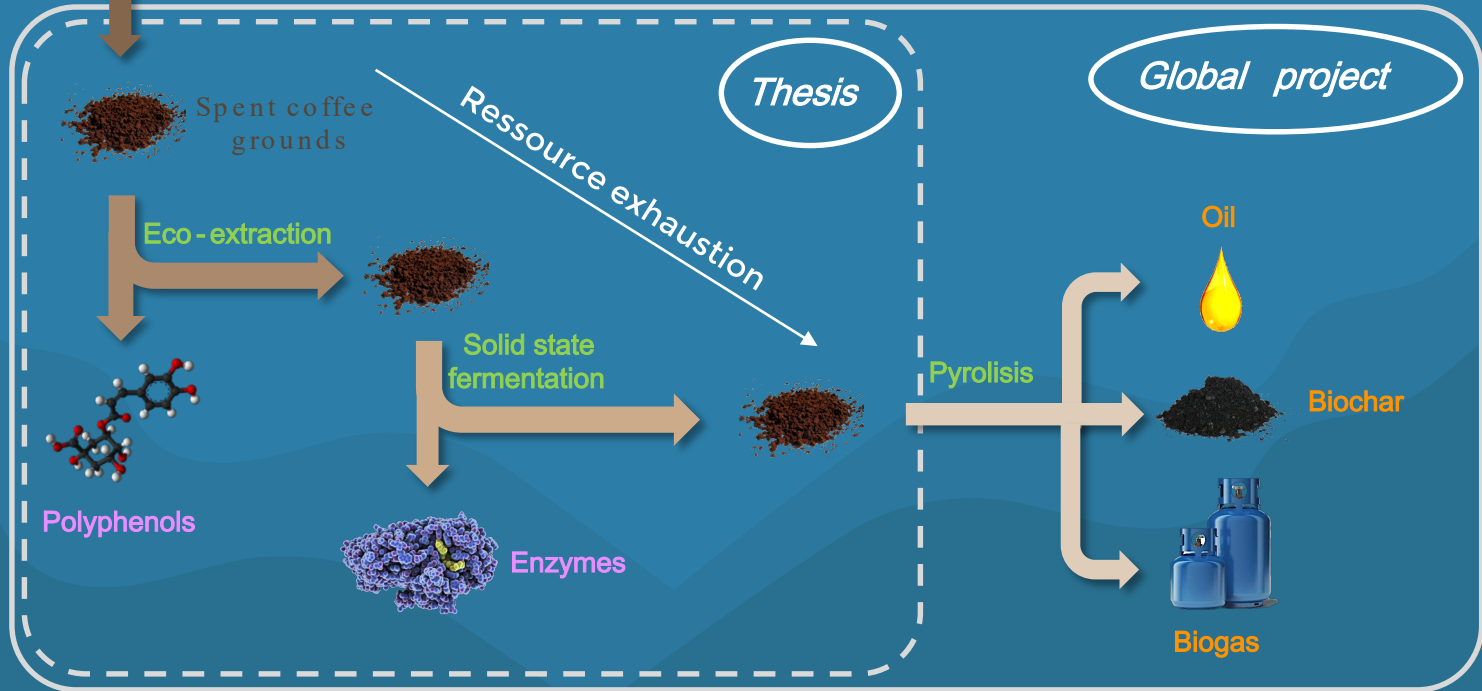 Thesis
Global project
Spent coffee
grounds
Ressource exhaustion
Eco-extraction
Oil
Solid state
fermentation
Pyrolisis
Biochar
Polyphenols
Enzymes
Biogas